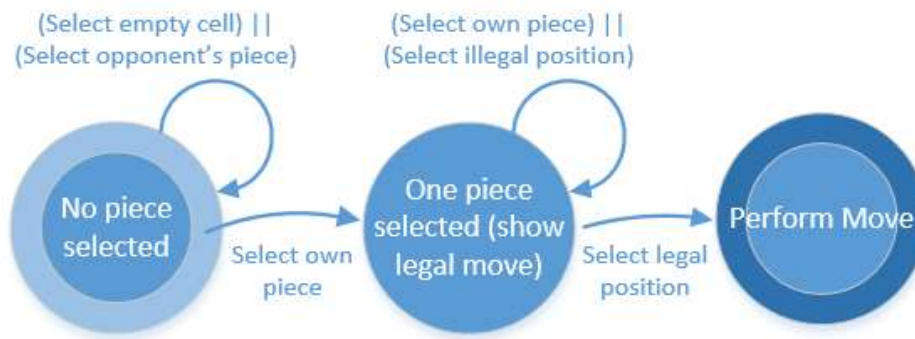 (Select empty cell) ||
(Select opponent's piece)
(Select own piece) ||
(Select illegal position)
No piece
selected
Select own
piece
One piece
selected (show
legal move)
Select legal
position
Perform Move